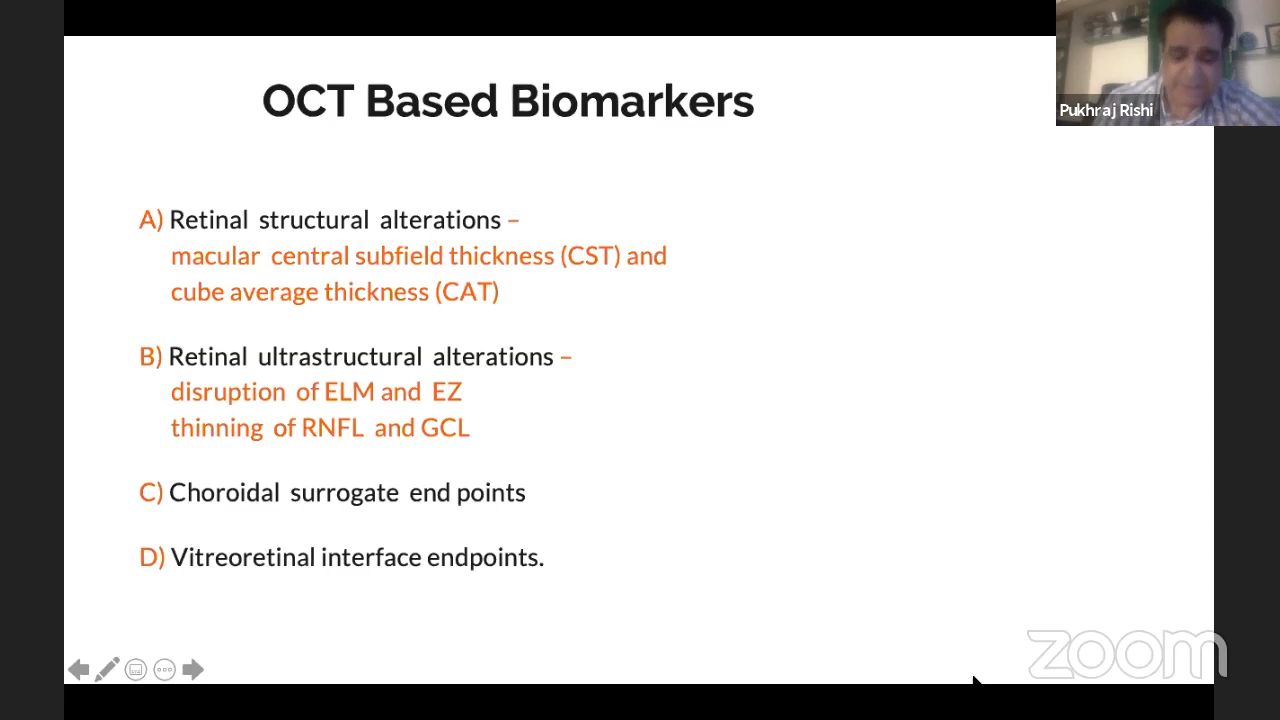 OCT Based Biomarkers
Pukhraj Rishi
A) Retinal structural alterations –
macular central subfield thickness (CST) and
cube average thickness (CAT)
B) Retinal ultrastructural alterations –
disruption of ELM and EZ
thinning of RNFL and GCL
C) Choroidal surrogate end points
D) Vitreoretinal interface endpoints.
zoom